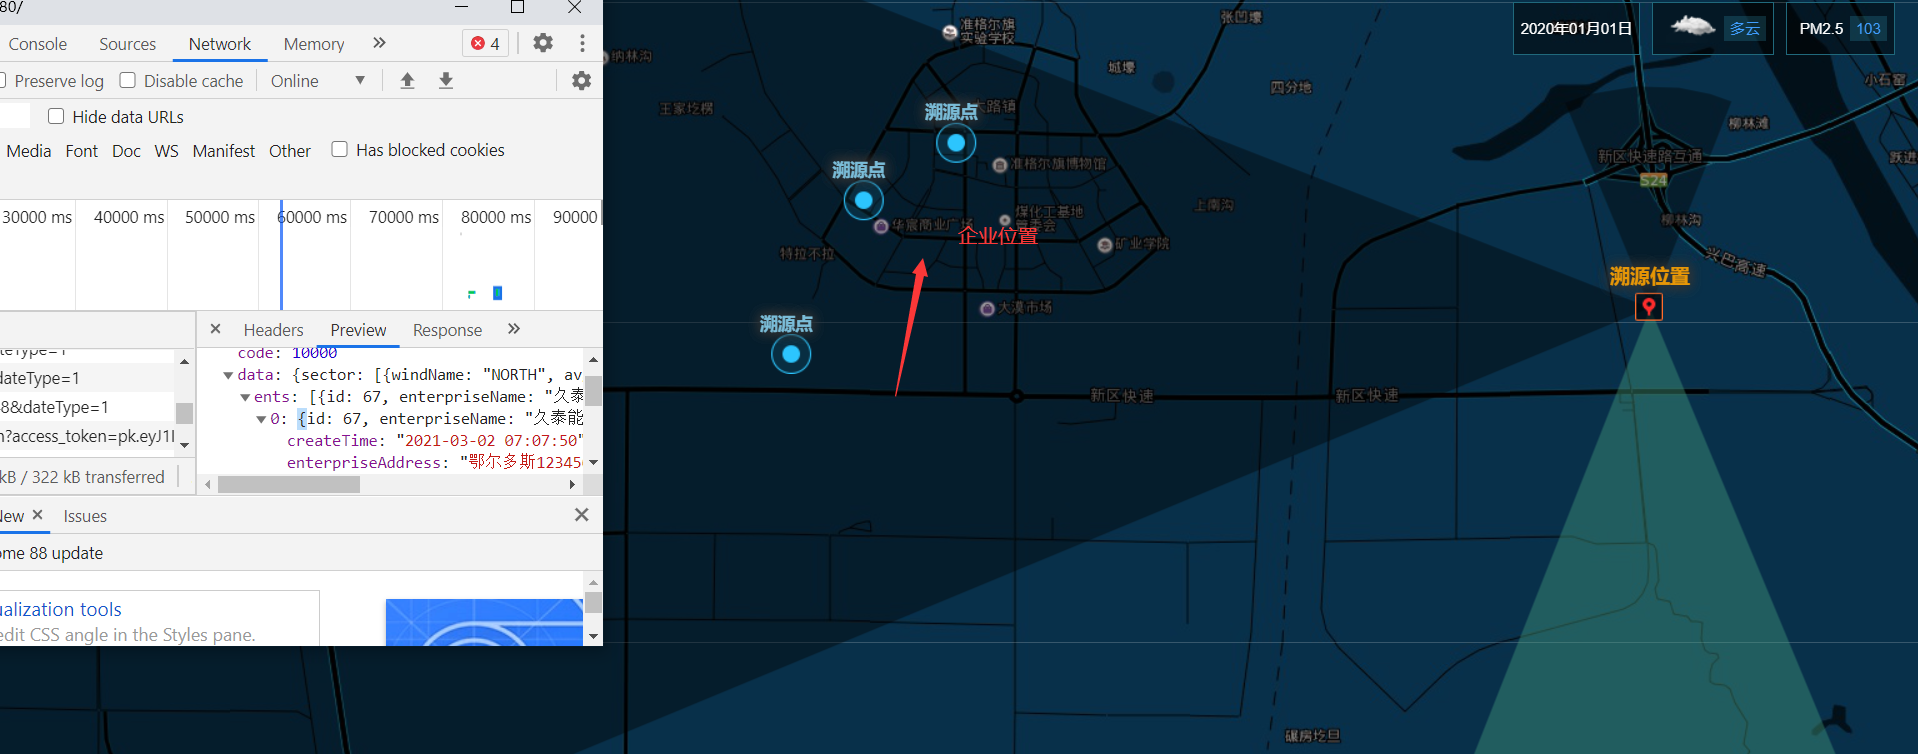 80/
Console Sources Network Memory » 4
Preserve log Disable cache Online
Hide data URLs
Media Font Doc WS Manifest Other Has blocked cookies
30000 ms 40000 ms 50000 ms 60000 ms 70000 ms 80000 ms 90000
Headers Preview Response »
code: 10000
data: {sector: [{windName: "NORTH", av
ents: [{id: 67, enterpriseName: "久泰
0: {id: 67, enterpriseName: "久泰能
createTime: "2021-03-02 07:07:50"
enterpriseAddress: "鄂尔多斯12345
ateType=1
8&dateType=1
n?access_token=pk.eyJ1I
kB / 322 kB transferred
New Issues
ome 88 update
ualization tools
edit CSS angle in the Styles pane.
2020年01月01日
多云
PM2.5 103
张凹壕
准格尔旗
实验学校
纳林沟
城壕
四分地
小石窑
王家圪楞
溯源点
大路镇
柳林滩
新区快速路互通
跃进
准格尔旗博物馆
溯源点
S24
上南沟
煤化工基地
管委会
柳林沟
华宸商业广场
企业位置
矿业学院
特拉不拉
兴巴高速
溯源位置
大漠市场
溯源点
新区快速
新区快速
碾房圪旦